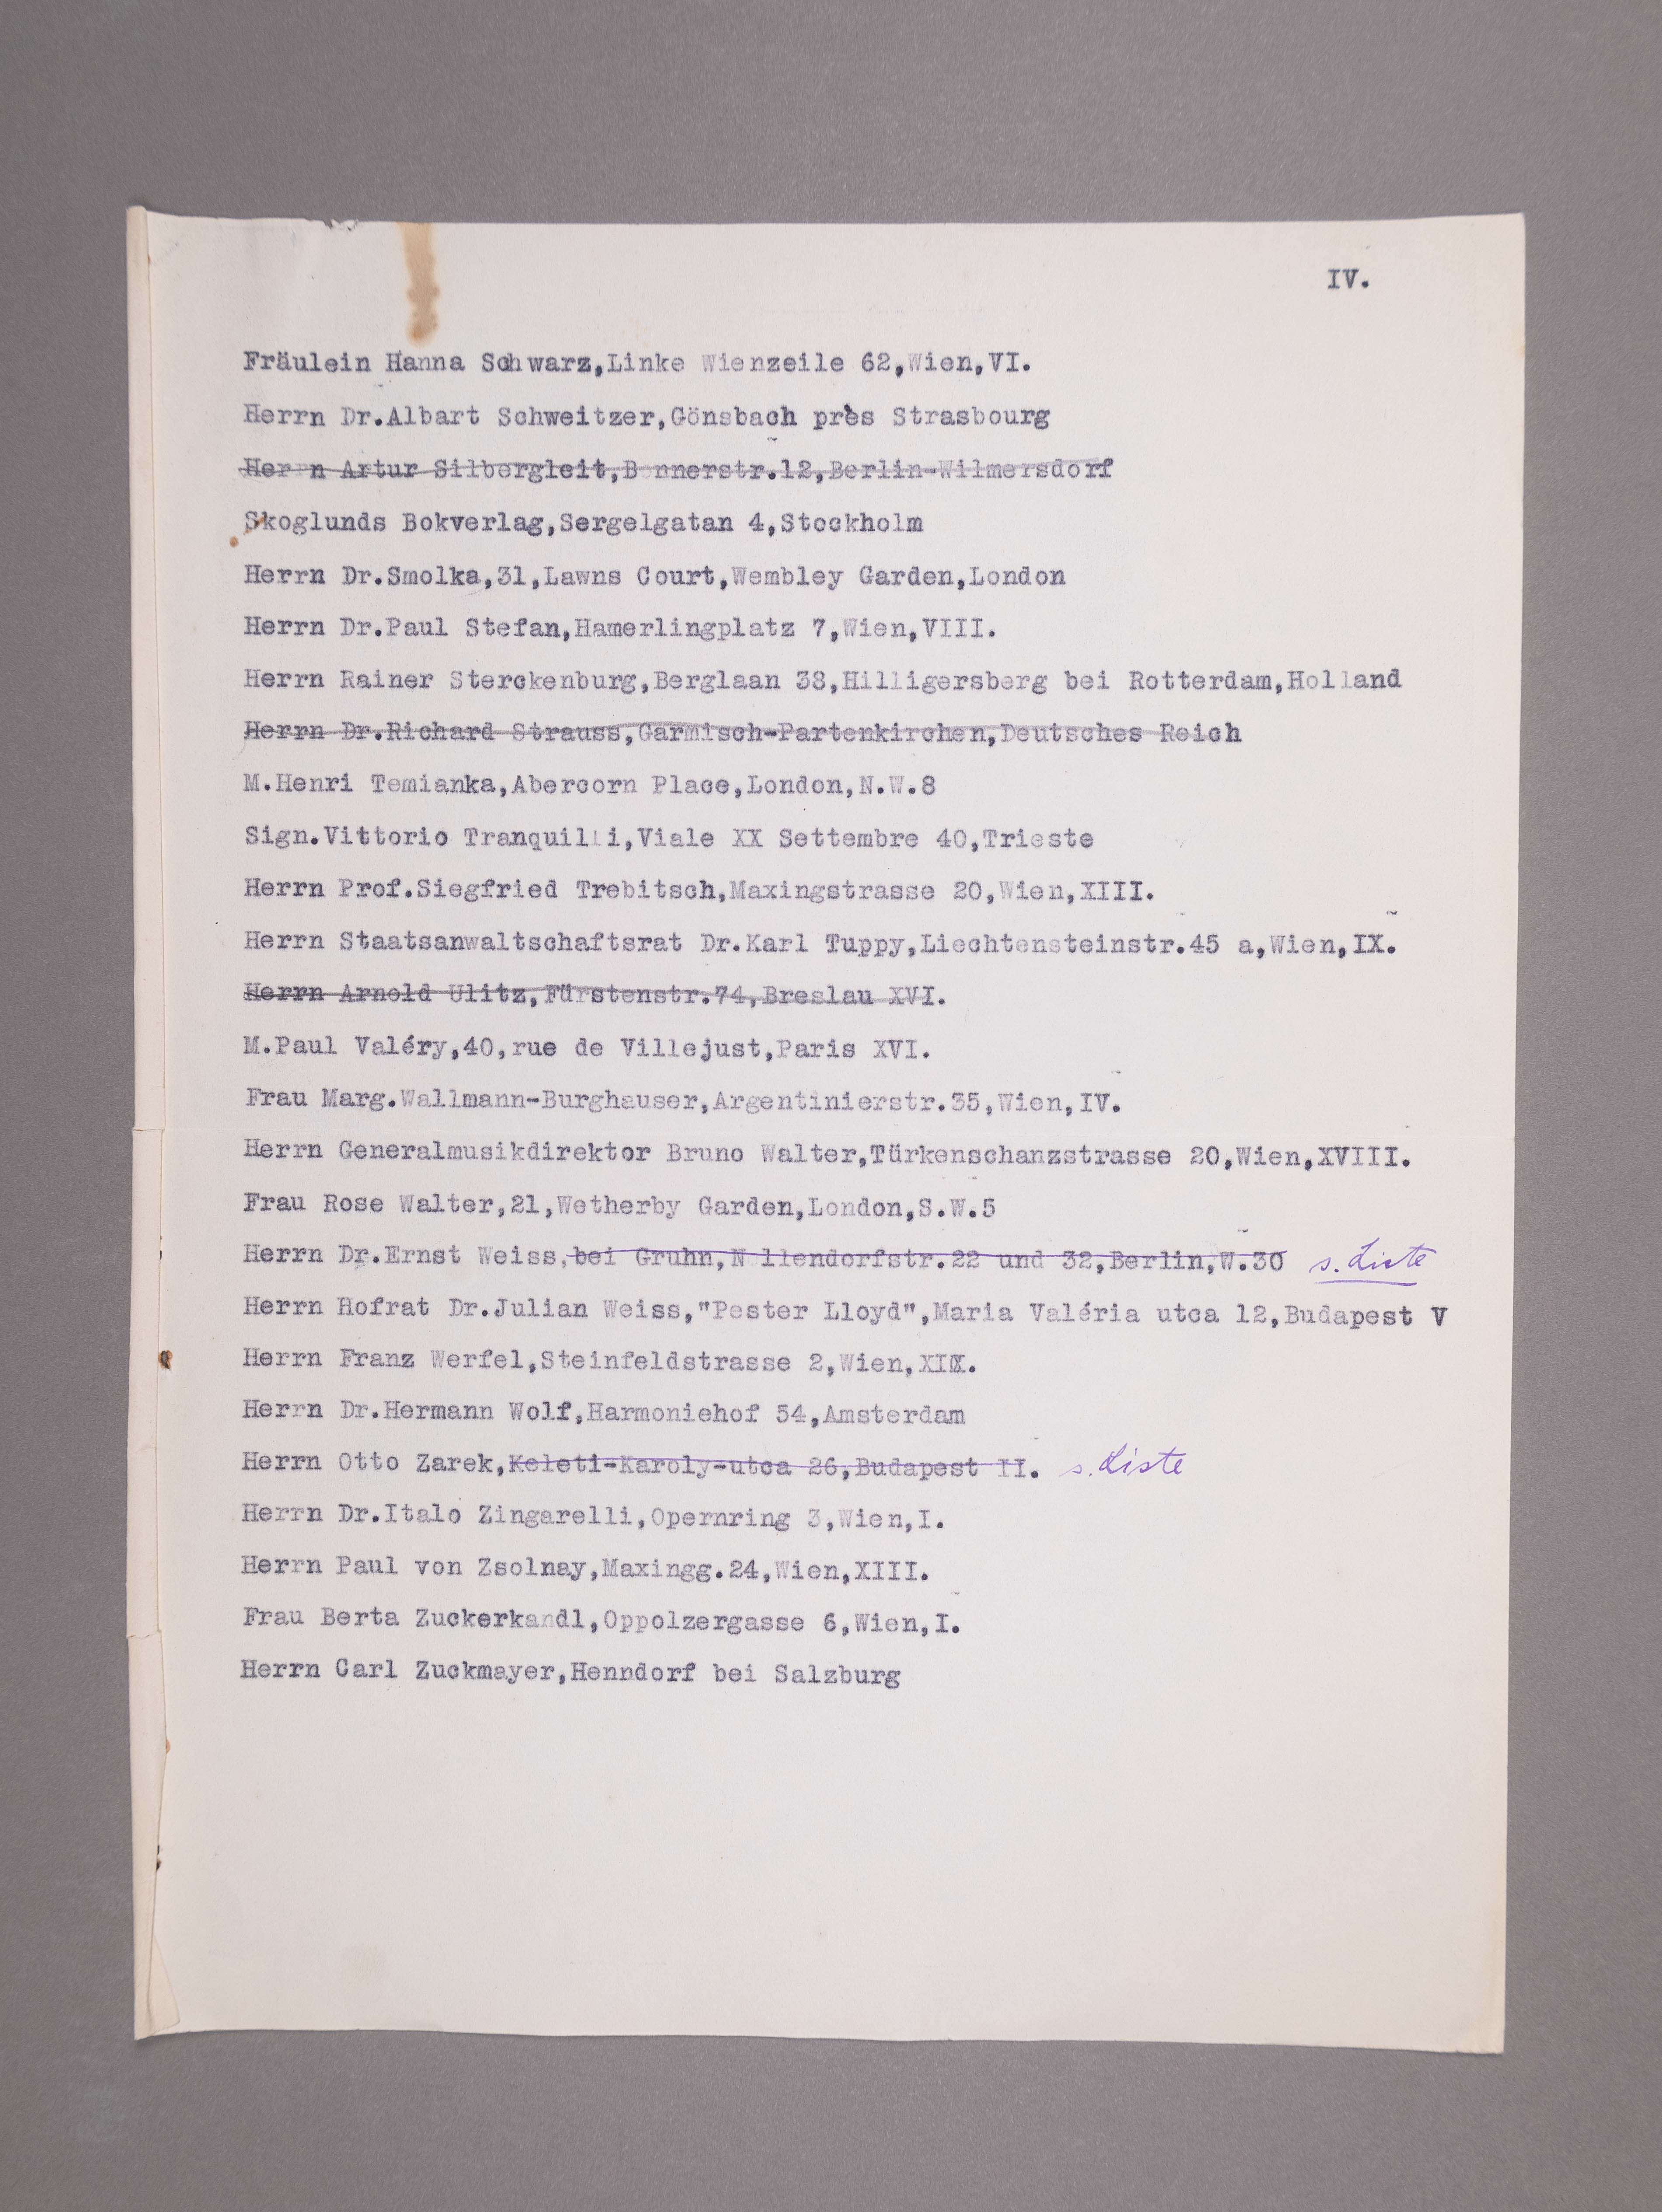 IV.
Fräulein Hanna Schwarz,Linke Wienzeile 62,Wien,VI.
Herrn Dr.Albart Schweitzer,Gönsbach près Strasbourg
Herrn Artur Silbergleit,Bonnerstr.12,Berlin-Wilmersdorf
Skoglunds Bokverlag,Sergelgatan 4,Stockholm
Herrn Dr.Smolka,31,Lawns Court,Wembley Garden,London
Herrn Dr.Paul Stefan,Hamerlingplatz 7,Wien,VIII.
Herrn Rainer Sterckenburg,Berglaan 38,Hilligersberg bei Rotterdam,Holland
Herrn Dr.Richard Strauss,Garmisch-Partenkirchen,Deutsches Reich
M.Henri Temianka,Abercorn Place,London,N.W.8
Sign.Vittorio Tranquilli,Viale XX Settembre 40,Trieste
Herrn Prof.Siegfried Trebitsch,Maxingstrasse 20,Wien,XIII.
Herrn Staatsanwaltschaftsrat Dr.Karl Tuppy,Liechtensteinstr.45 a,Wien,IX.
Herrn Arnold Ulitz,Fürstenstr.74,Breslau XVI.
M.Paul Valéry,40,rue de Villejust,Paris XVI.
Frau Marg.Wallmann-Burghauser,Argentinierstr.35,Wien,IV.
Herrn Generalmusikdirektor Bruno Walter,Türkenschanzstrasse 20,Wien,XVIII.
Frau Rose Walter,21,Wetherby Garden,London,S.W.5
Herrn Dr.Ernst Weiss,bei Gruhn,Nollendorfstr.22 und 32,Berlin,W.30 s. Liste
Herrn Hofrat Dr.Julian Weiss,"Pester Lloyd",Maria Valéria utca 12,Budapest V
Herrn Franz Werfel,Steinfeldstrasse 2,Wien,XIX.
Herrn Dr.Hermann Wolf,Harmoniehof 54,Amsterdam
Herrn Otto Zarek,Keleti-Karoly-utca 26,Budapest II. s. Liste
Herrn Dr.Italo Zingarelli,Opernring 3,Wien,I.
Herrn Paul von Zsolnay,Maxingg.24,Wien,XIII.
Frau Berta Zuckerkandl,Oppolzergasse 6,Wien,I.
Herrn Carl Zuckmayer,Henndorf bei Salzburg